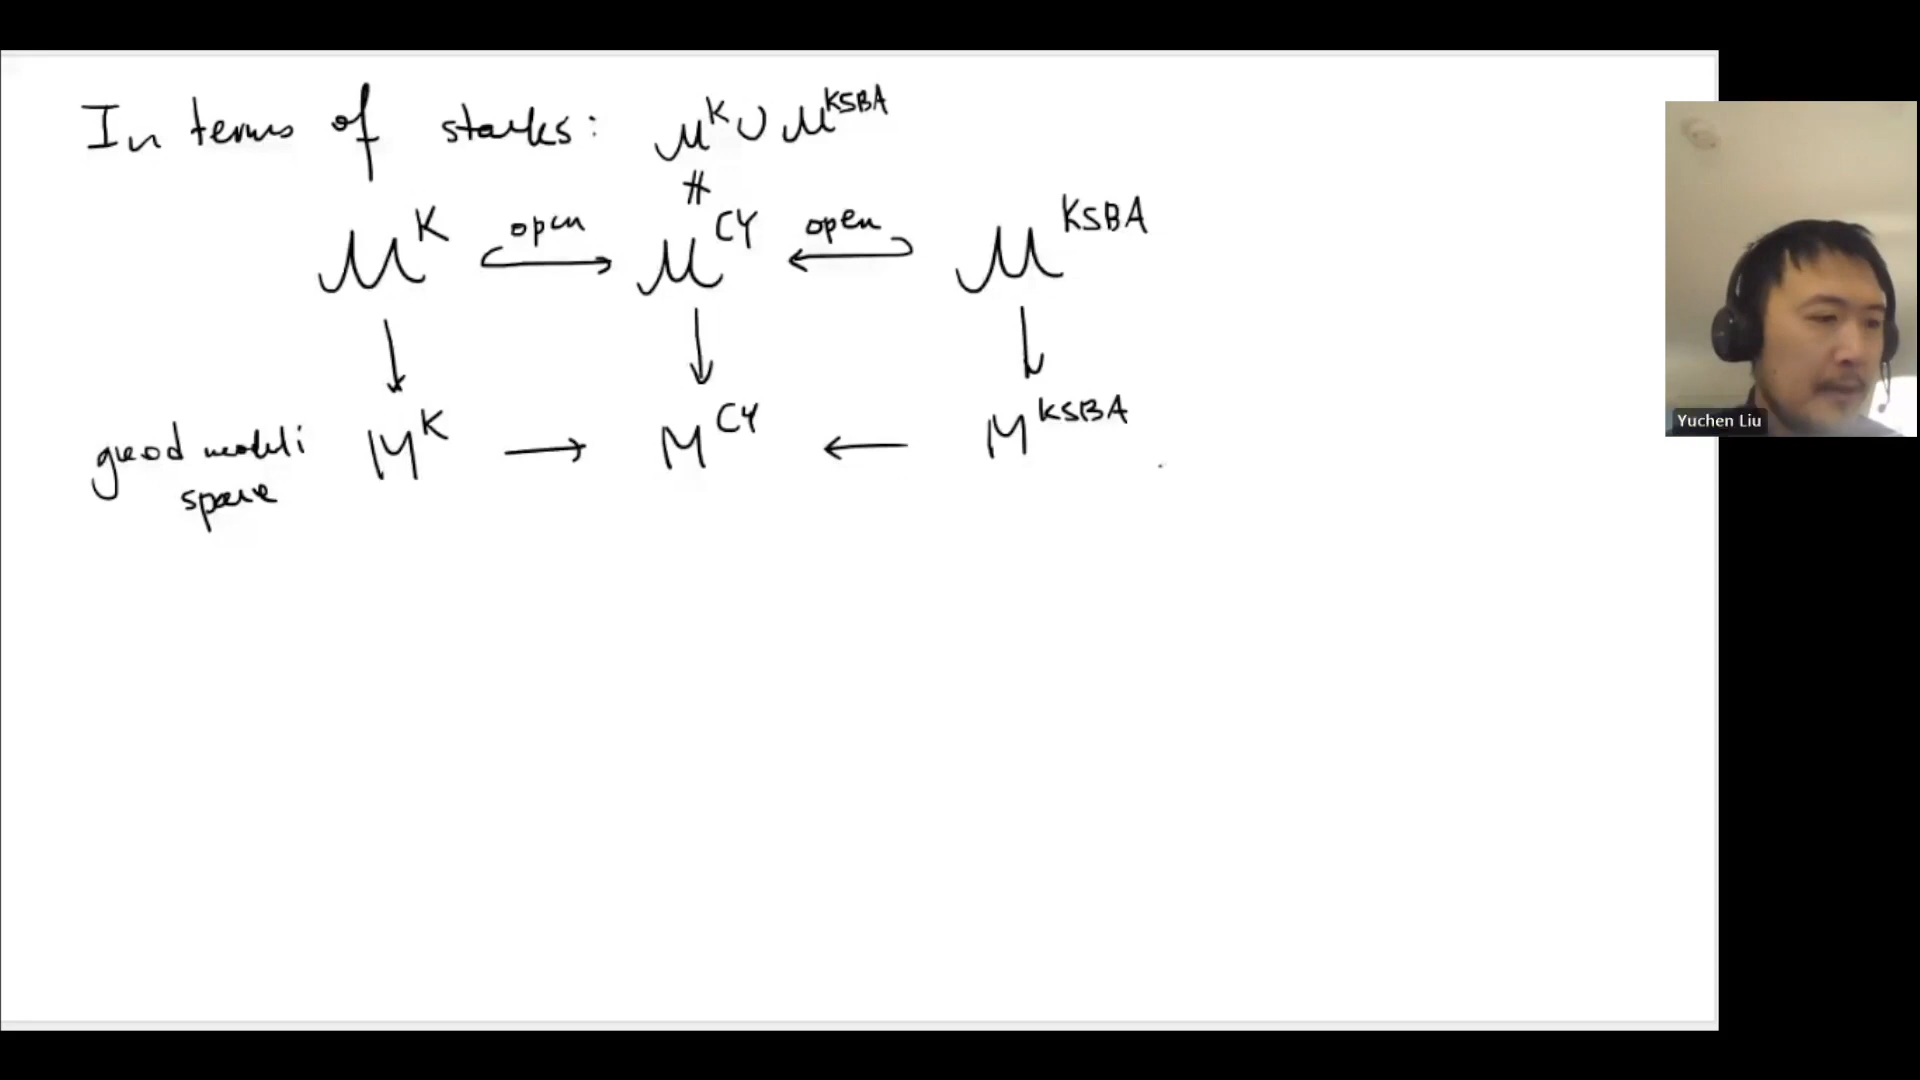 In terms of stacks: 𝓜^K ∪ 𝓜^KSBA
≠
𝓜^K open ↪ 𝓜^CY open ↩ 𝓜^KSBA
↓ ↓ ↓
good moduli M^K → M^CY ← M^KSBA
space
Yuchen Liu